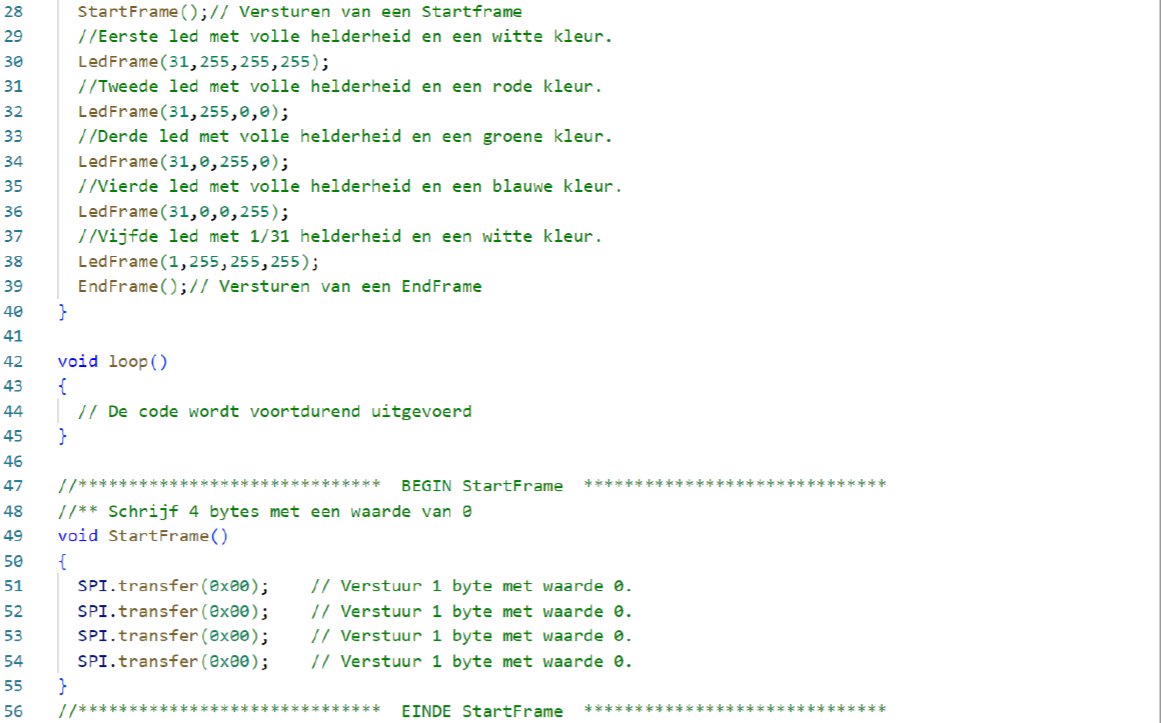 28 StartFrame();// Versturen van een Startframe
29 //Eerste led met volle helderheid en een witte kleur.
30 LedFrame(31,255,255,255);
31 //Tweede led met volle helderheid en een rode kleur.
32 LedFrame(31,255,0,0);
33 //Derde led met volle helderheid en een groene kleur.
34 LedFrame(31,0,255,0);
35 //Vierde led met volle helderheid en een blauwe kleur.
36 LedFrame(31,0,0,255);
37 //Vijfde led met 1/31 helderheid en een witte kleur.
38 LedFrame(1,255,255,255);
39 EndFrame();// Versturen van een EndFrame
40 }
41
42 void loop()
43 {
44 // De code wordt voortdurend uitgevoerd
45 }
46
47 //****************************** BEGIN StartFrame ******************************
48 //** Schrijf 4 bytes met een waarde van 0
49 void StartFrame()
50 {
51 SPI.transfer(0x00); // Verstuur 1 byte met waarde 0.
52 SPI.transfer(0x00); // Verstuur 1 byte met waarde 0.
53 SPI.transfer(0x00); // Verstuur 1 byte met waarde 0.
54 SPI.transfer(0x00); // Verstuur 1 byte met waarde 0.
55 }
56 //****************************** EINDE StartFrame ******************************